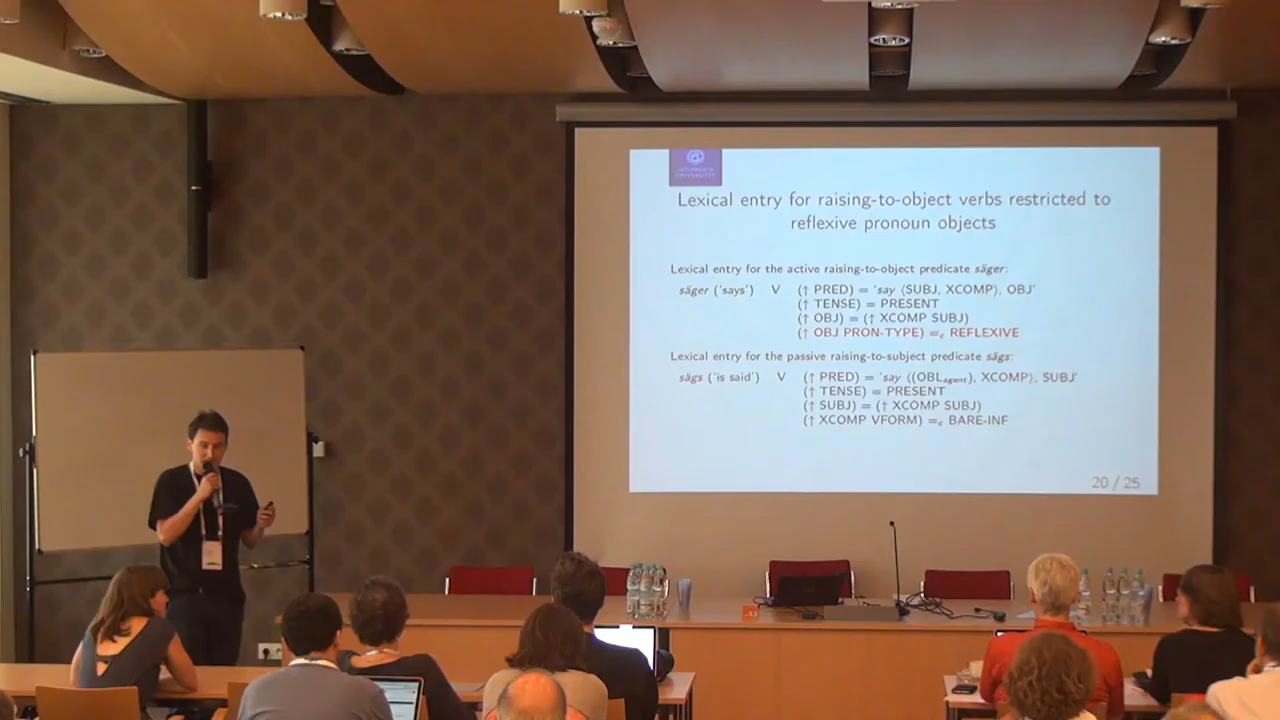 Lexical entry for raising-to-object verbs restricted to
reflexive pronoun objects
Lexical entry for the active raising-to-object predicate säger:
säger ('says') V (↑ PRED) = 'say ⟨SUBJ, XCOMP⟩, OBJ'
(↑ TENSE) = PRESENT
(↑ OBJ) = (↑ XCOMP SUBJ)
(↑ OBJ PRON-TYPE) =c REFLEXIVE
Lexical entry for the passive raising-to-subject predicate sägs:
sägs ('is said') V (↑ PRED) = 'say ⟨(OBLagent), XCOMP⟩, SUBJ'
(↑ TENSE) = PRESENT
(↑ SUBJ) = (↑ XCOMP SUBJ)
(↑ XCOMP VFORM) =c BARE-INF
20 / 25